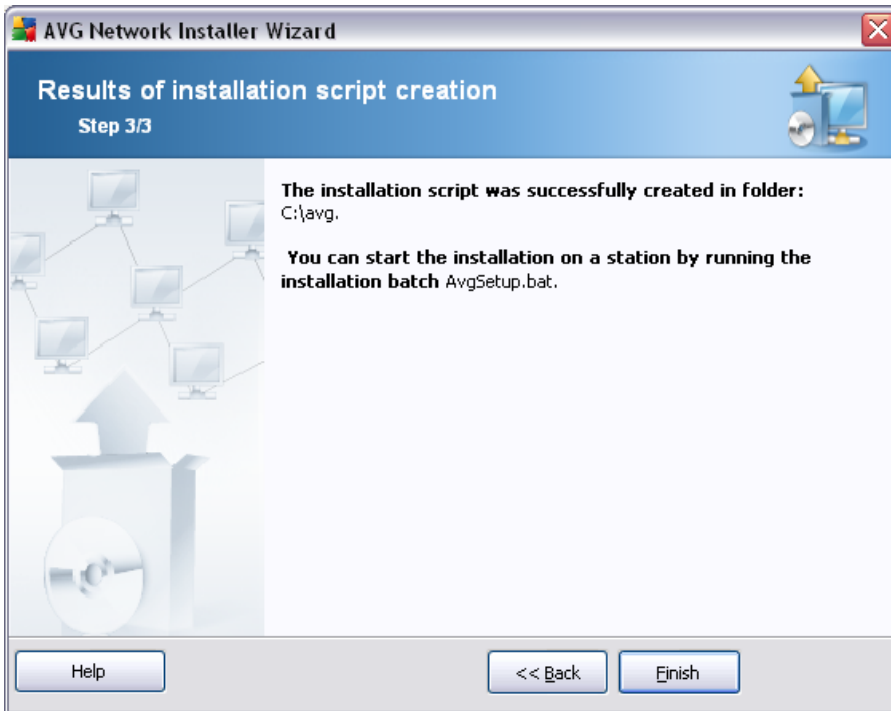 AVG Network Installer Wizard
Results of installation script creation
Step 3/3
The installation script was successfully created in folder:
C:\avg.
You can start the installation on a station by running the
installation batch AvgSetup.bat.
Help
<< Back
Finish